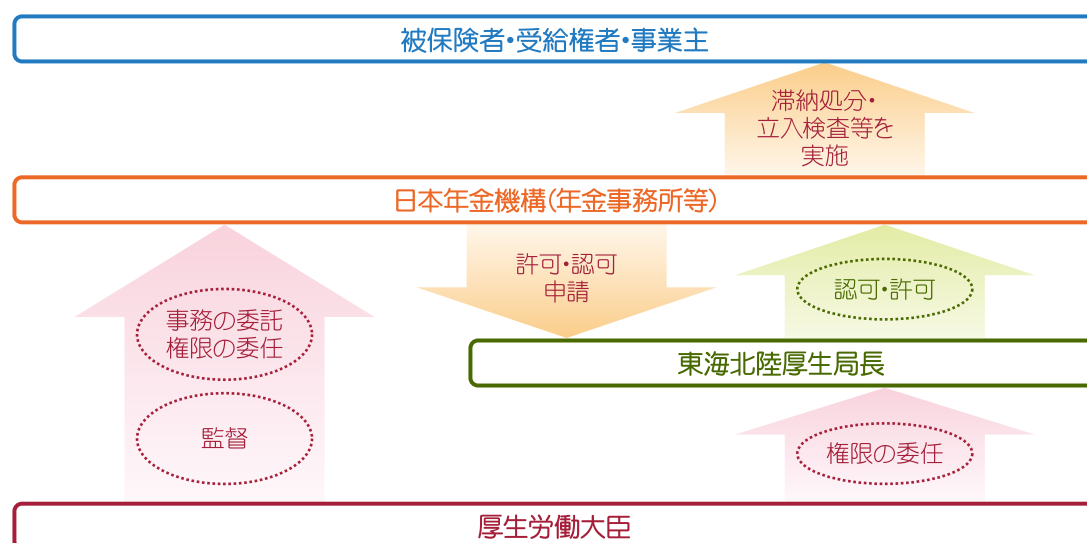 被保険者・受給権者・事業主
滞納処分・
立入検査等を
実施
日本年金機構（年金事務所等）
許可・認可
申請
認可・許可
事務の委託
権限の委任
東海北陸厚生局長
監督
権限の委任
厚生労働大臣